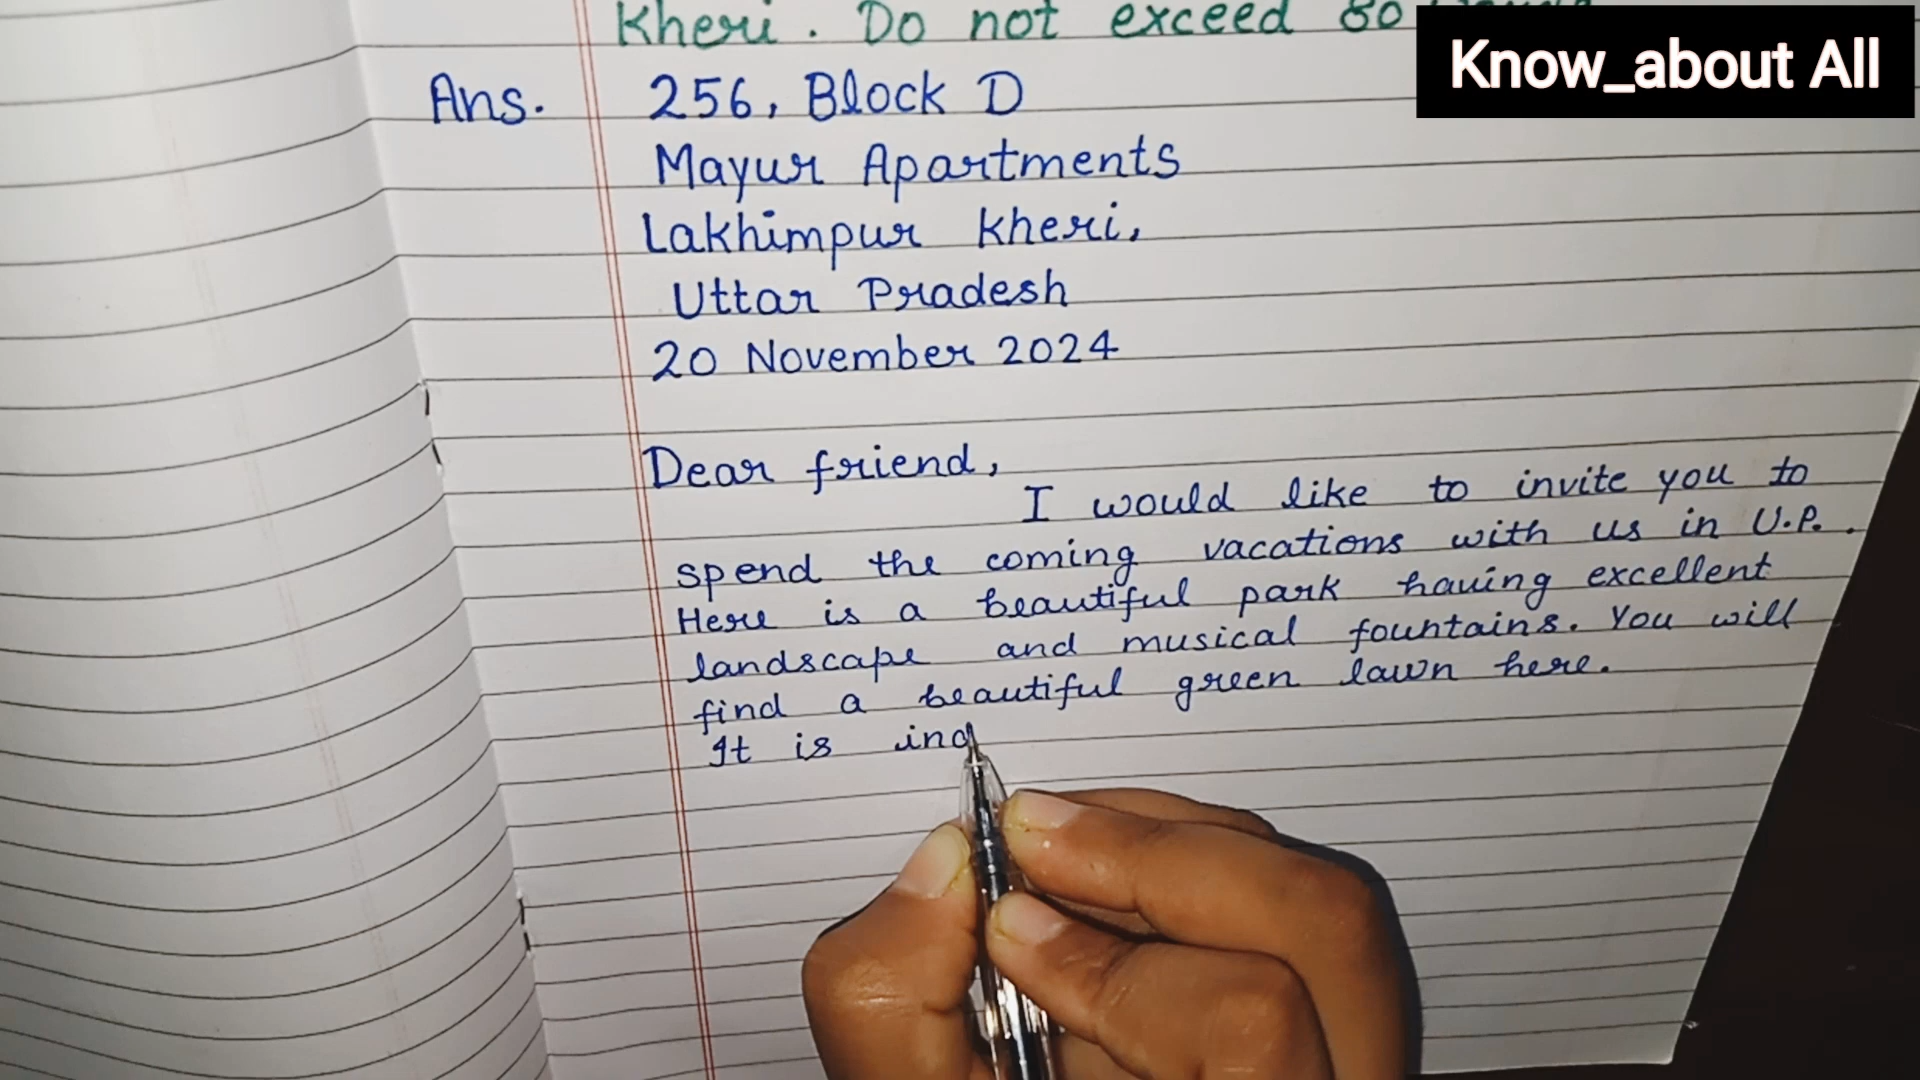 Kheri. Do not exceed 80
Know_about All
Ans. 256, Block D
Mayur Apartments
Lakhimpur Kheri,
Uttar Pradesh
20 November 2024
Dear friend,
I would like to invite you to
spend the coming vacations with us in U.P.
Here is a beautiful park having excellent
landscape and musical fountains. You will
find a beautiful green lawn here.
It is ind